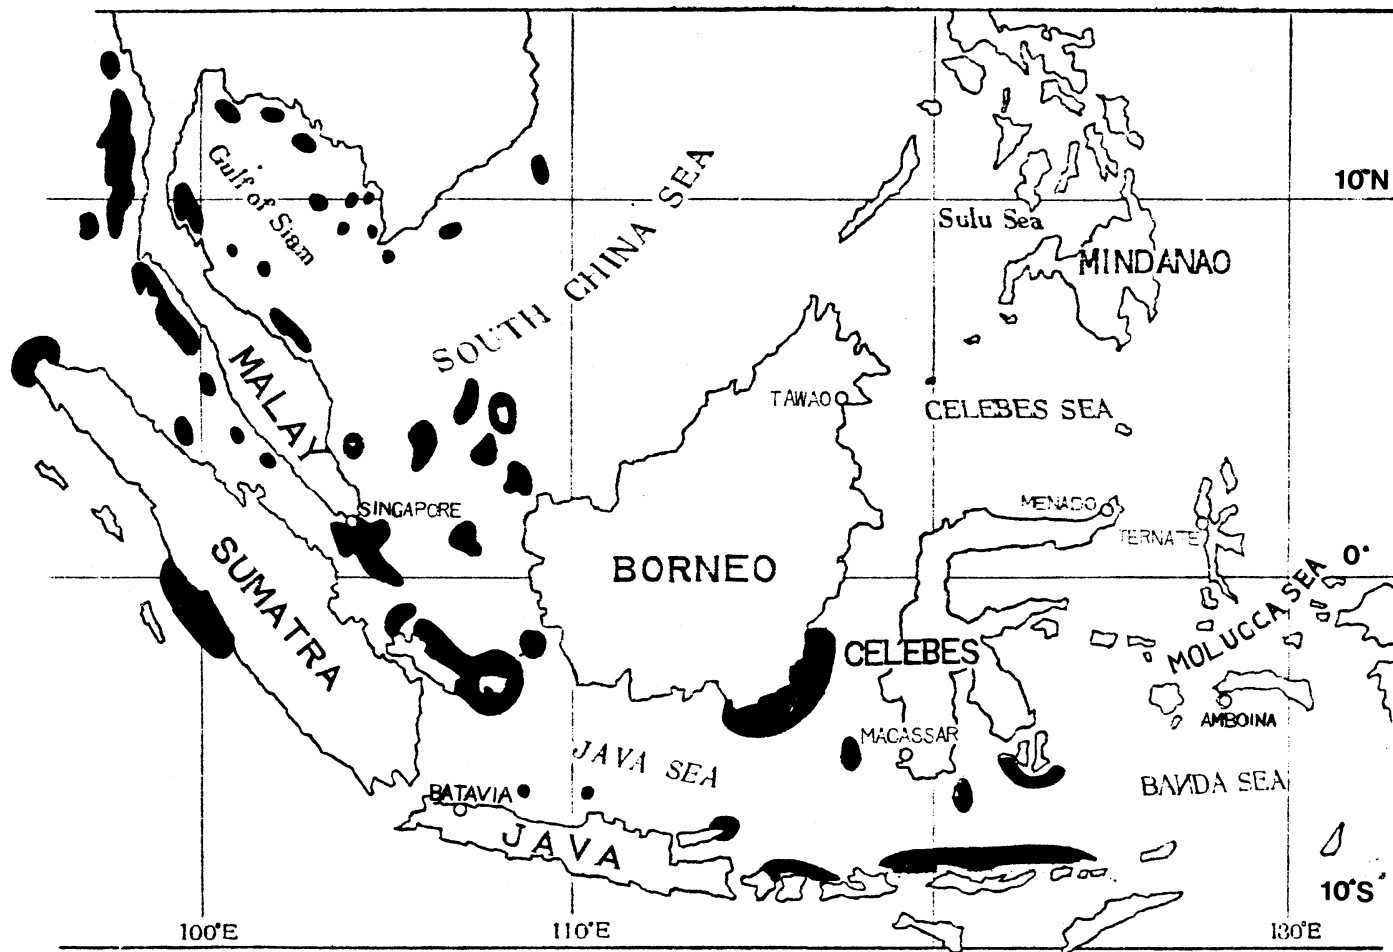 10°N
Gulf of Siam
SOUTH CHINA SEA
Sulu Sea
MINDANAO
MALAY
TAWAO
CELEBES SEA
SINGAPORE
MENADO
TERNATE
SUMATRA
BORNEO
0°
MOLUCCA SEA
CELEBES
AMBOINA
MACASSAR
JAVA SEA
BANDA SEA
BATAVIA
JAVA
10°S
100°E
110°E
130°E